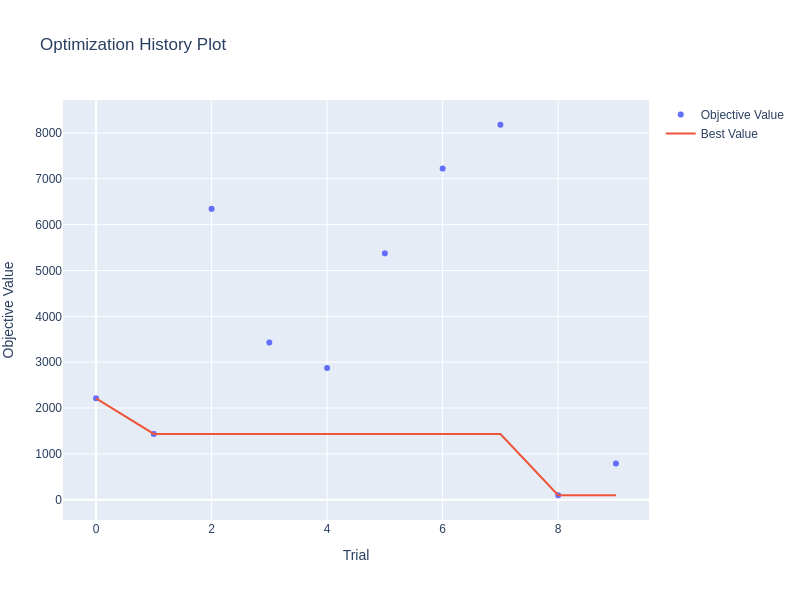 Optimization History Plot
Objective Value
Best Value
8000
7000
6000
5000
4000
3000
2000
1000
0
Objective Value
0 2 4 6 8
Trial